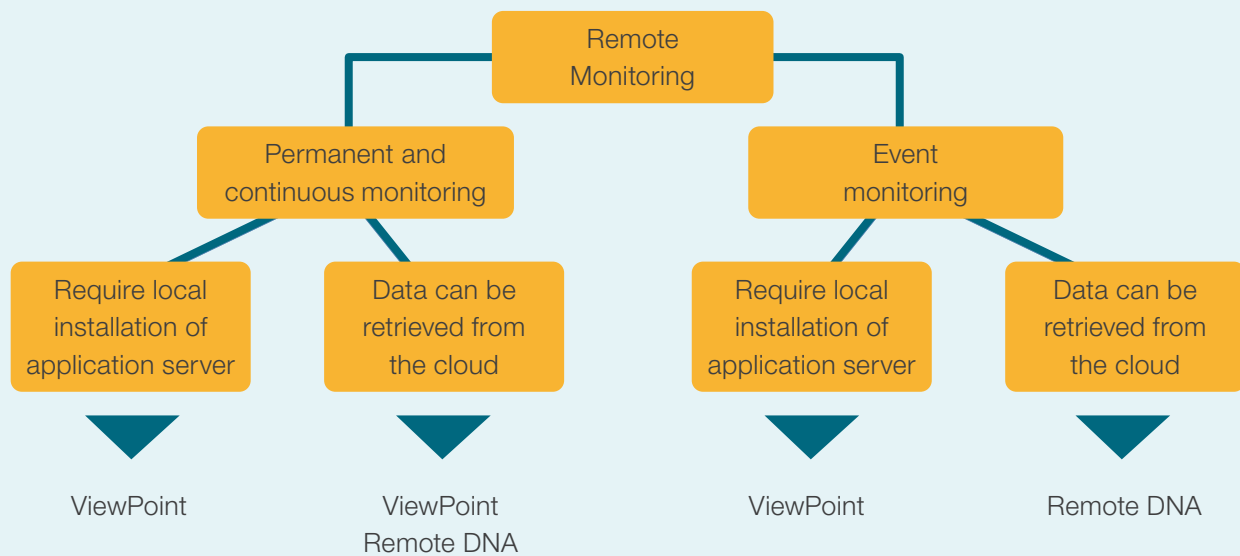 Remote
Monitoring
Permanent and
continuous monitoring
Event
monitoring
Require local
installation of
application server
Data can be
retrieved from
the cloud
Require local
installation of
application server
Data can be
retrieved from
the cloud
ViewPoint
ViewPoint
Remote DNA
ViewPoint
Remote DNA